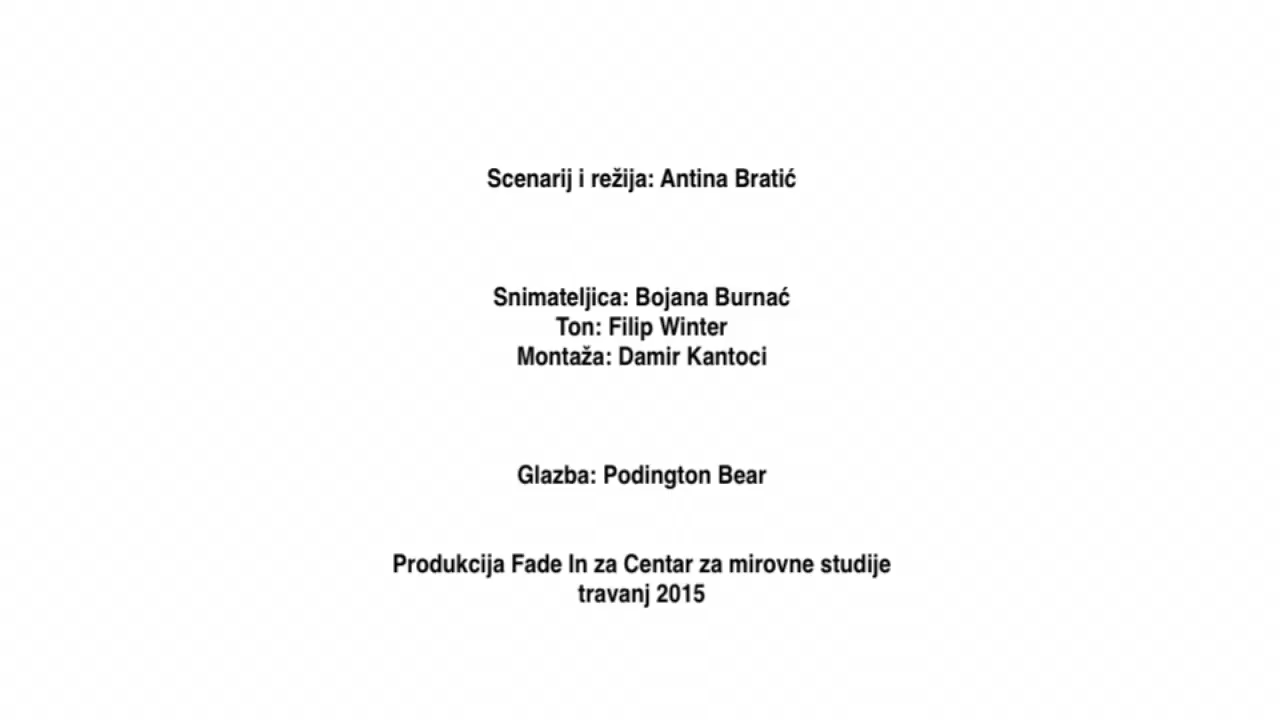 Scenarij i režija: Antina Bratić
Snimateljica: Bojana Burnać
Ton: Filip Winter
Montaža: Damir Kantoci
Glazba: Podington Bear
Produkcija Fade In za Centar za mirovne studije
travanj 2015